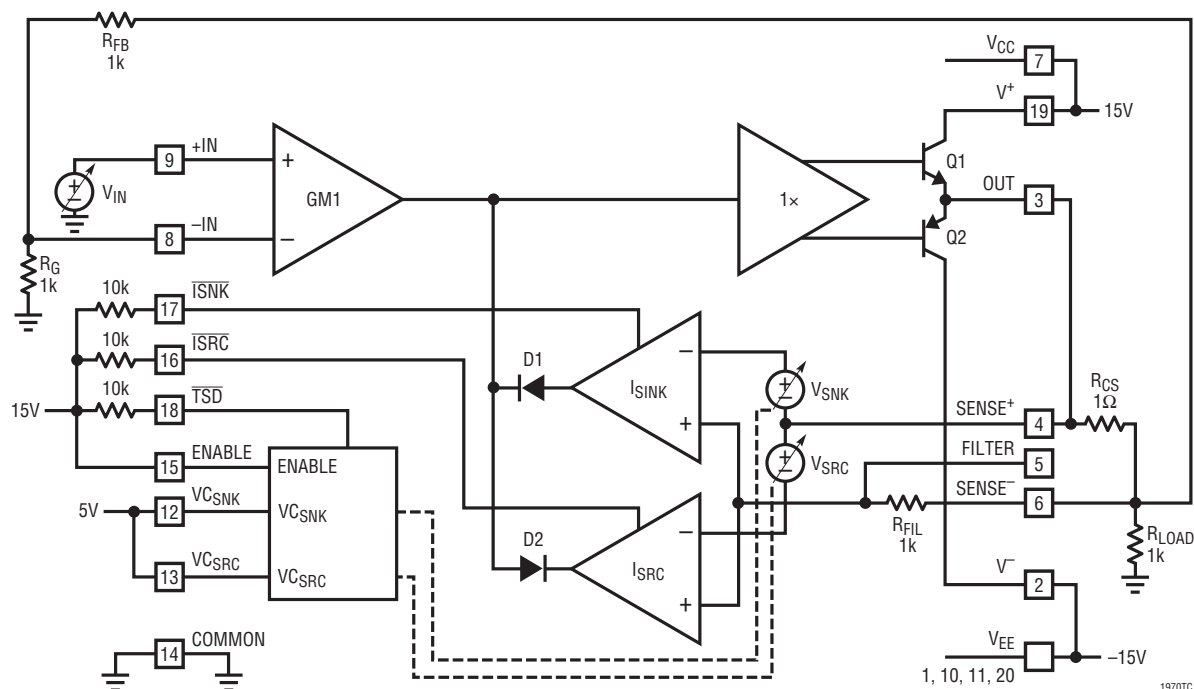 RFB
1k
VCC
7
V+
19
15V
+IN
9
+
GM1
1×
Q1
OUT
3
VIN
–IN
8
–
Q2
RG
1k
10k
ISNK
17
10k
ISRC
16
10k
TSD
18
15V
ENABLE
15
ENABLE
VCSNK
5V
12
VCSNK
VCSRC
13
VCSRC
COMMON
14
D1
ISINK
–
+
VSNK
VSRC
D2
ISRC
–
+
SENSE+
4
RCS
1Ω
FILTER
5
SENSE–
6
RFIL
1k
RLOAD
1k
V–
2
VEE
–15V
1, 10, 11, 20
1970TC